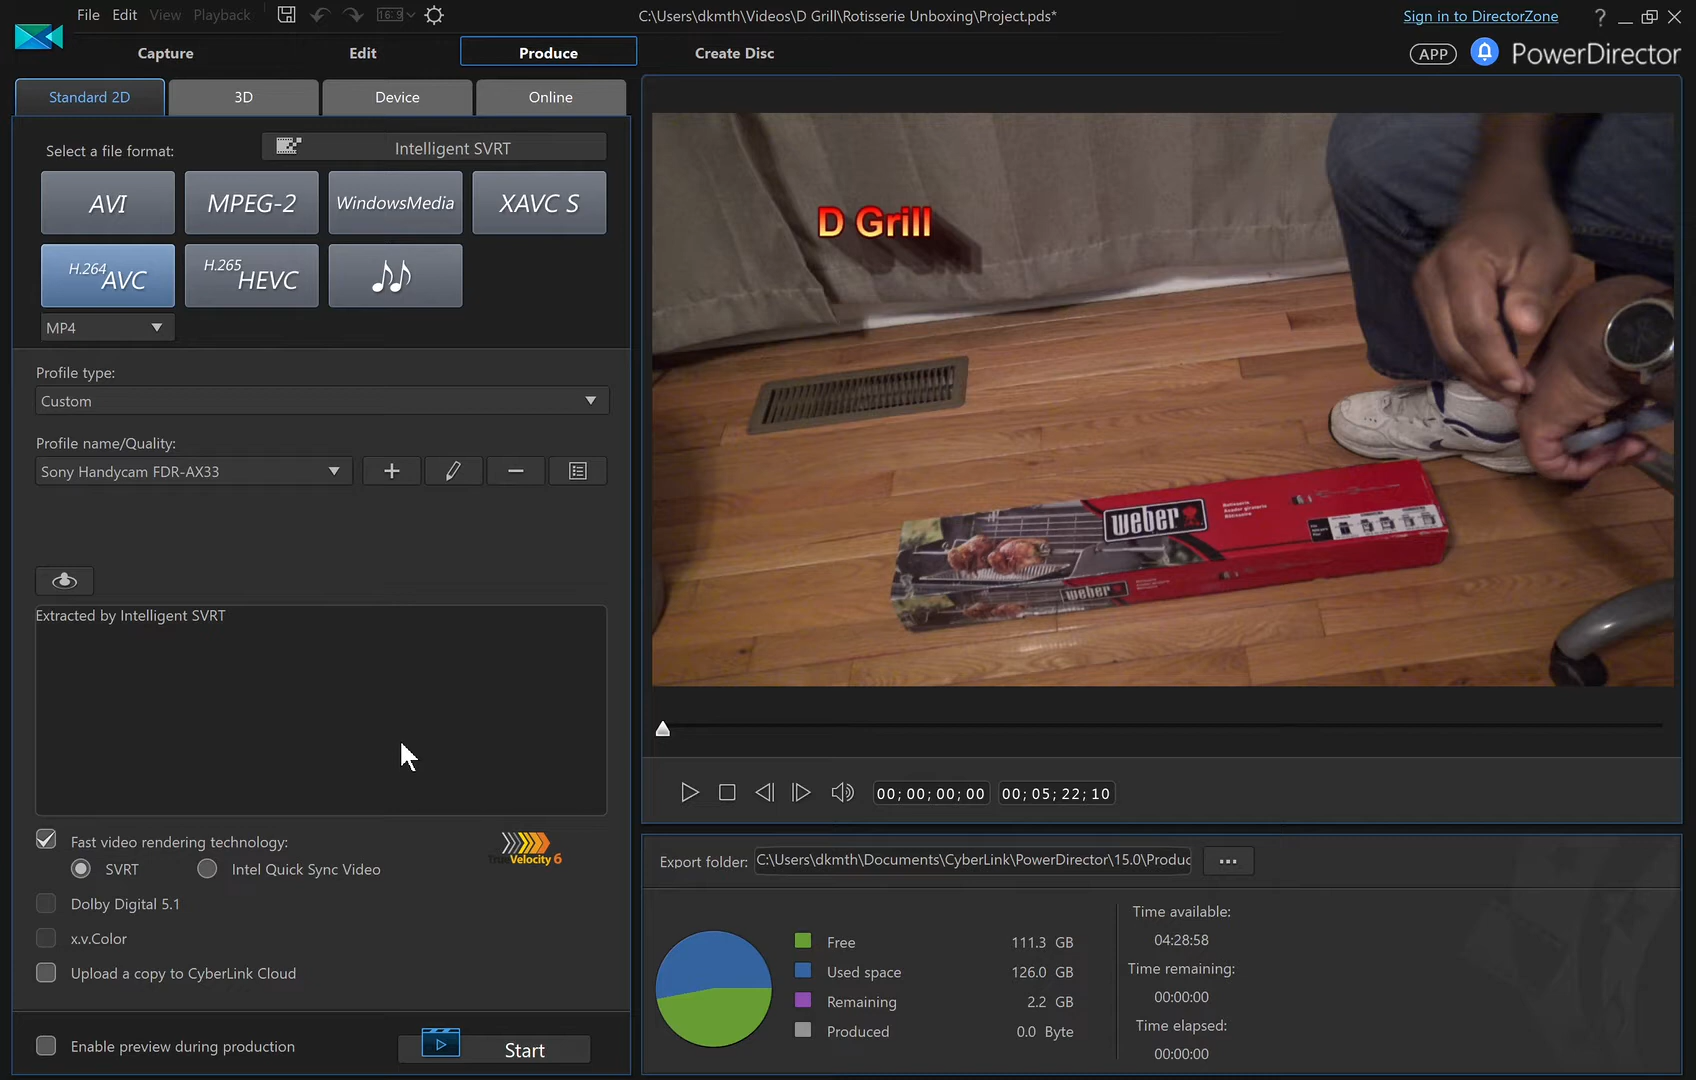 File Edit View Playback 16:9 C:\Users\dkmth\Videos\D Grill\Rotisserie Unboxing\Project.pds* Sign in to DirectorZone ?
Capture Edit Produce Create Disc APP PowerDirector
Standard 2D 3D Device Online
Select a file format: Intelligent SVRT
AVI MPEG-2 WindowsMedia XAVC S
H.264 AVC H.265 HEVC
MP4
Profile type:
Custom
Profile name/Quality:
Sony Handycam FDR-AX33
Extracted by Intelligent SVRT
Fast video rendering technology:
TrueVelocity 6
SVRT Intel Quick Sync Video
Dolby Digital 5.1
x.v.Color
Upload a copy to CyberLink Cloud
Enable preview during production Start
D Grill
weber
weber
00;00;00;00 00;05;22;10
Export folder: C:\Users\dkmth\Documents\CyberLink\PowerDirector\15.0\Produc ...
Free 111.3 GB
Used space 126.0 GB
Remaining 2.2 GB
Produced 0.0 Byte
Time available:
04:28:58
Time remaining:
00:00:00
Time elapsed:
00:00:00